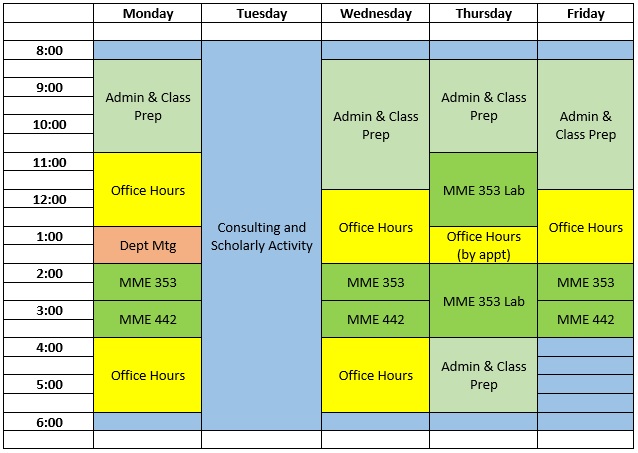 Monday Tuesday Wednesday Thursday Friday
8:00
9:00
Admin & Class
Prep
Admin & Class
Prep
Admin & Class
Prep
Admin &
Class Prep
10:00
11:00
Office Hours
MME 353 Lab
12:00
Consulting and
Scholarly Activity
Office Hours
Office Hours
1:00
Dept Mtg
Office Hours
(by appt)
2:00
MME 353
MME 353
MME 353 Lab
MME 353
3:00
MME 442
MME 442
MME 442
4:00
Office Hours
Office Hours
Admin & Class
Prep
5:00
6:00